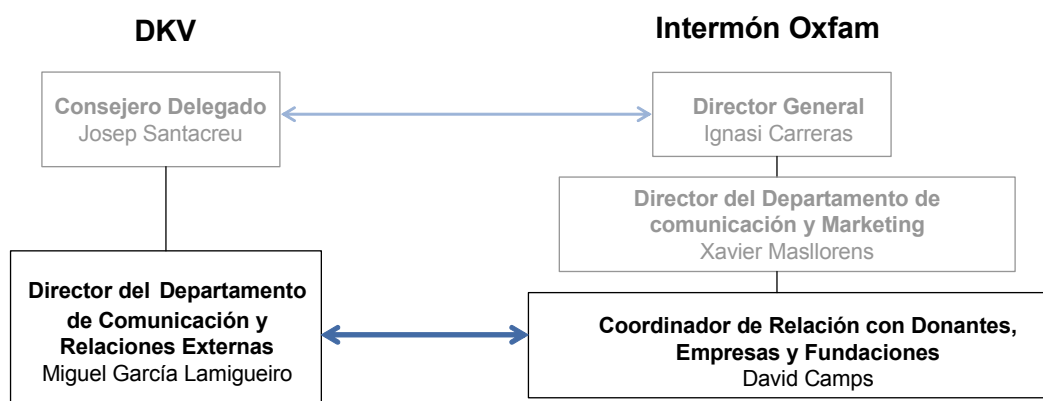 DKV
Intermón Oxfam
Consejero Delegado
Josep Santacreu
Director General
Ignasi Carreras
Director del Departamento de
comunicación y Marketing
Xavier Masllorens
Director del Departamento
de Comunicación y
Relaciones Externas
Miguel García Lamigueiro
Coordinador de Relación con Donantes,
Empresas y Fundaciones
David Camps